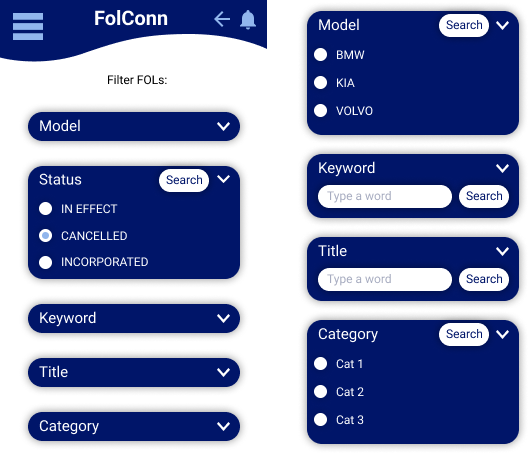 FolConn
Filter FOLs:
Model
Status Search
IN EFFECT
CANCELLED
INCORPORATED
Keyword
Title
Category
Model Search
BMW
KIA
VOLVO
Keyword
Type a word Search
Title
Type a word Search
Category Search
Cat 1
Cat 2
Cat 3